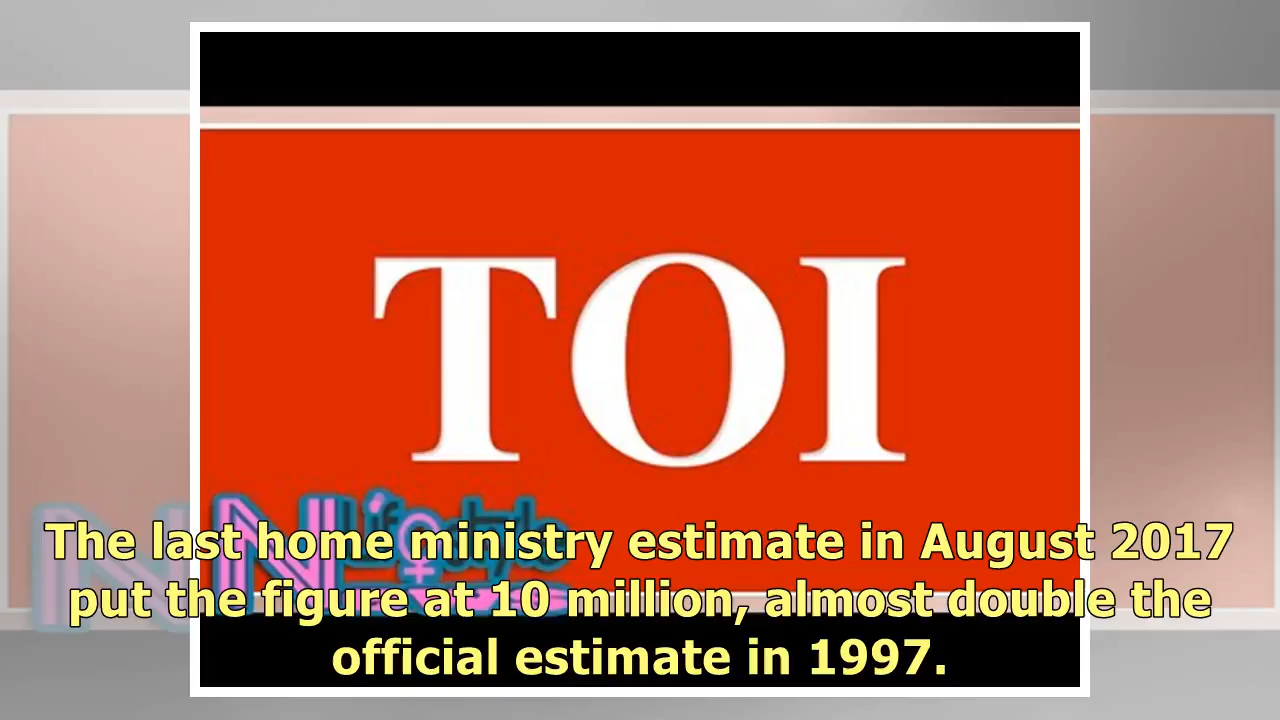 TOI
Lifestyle
The last home ministry estimate in August 2017
put the figure at 10 million, almost double the
official estimate in 1997.